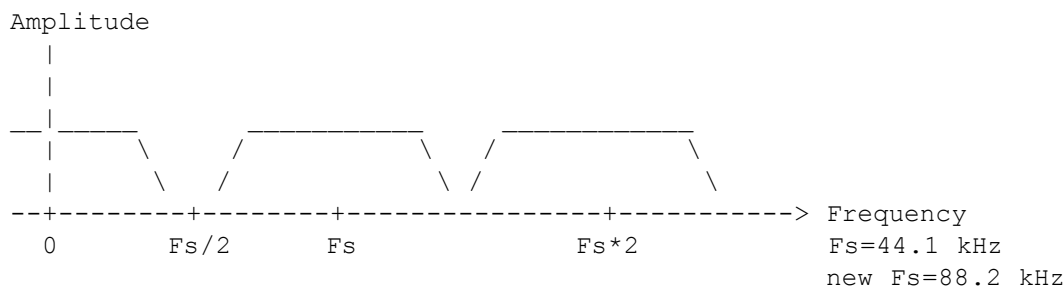 Amplitude
0 Fs/2 Fs Fs*2
Frequency
Fs=44.1 kHz
new Fs=88.2 kHz